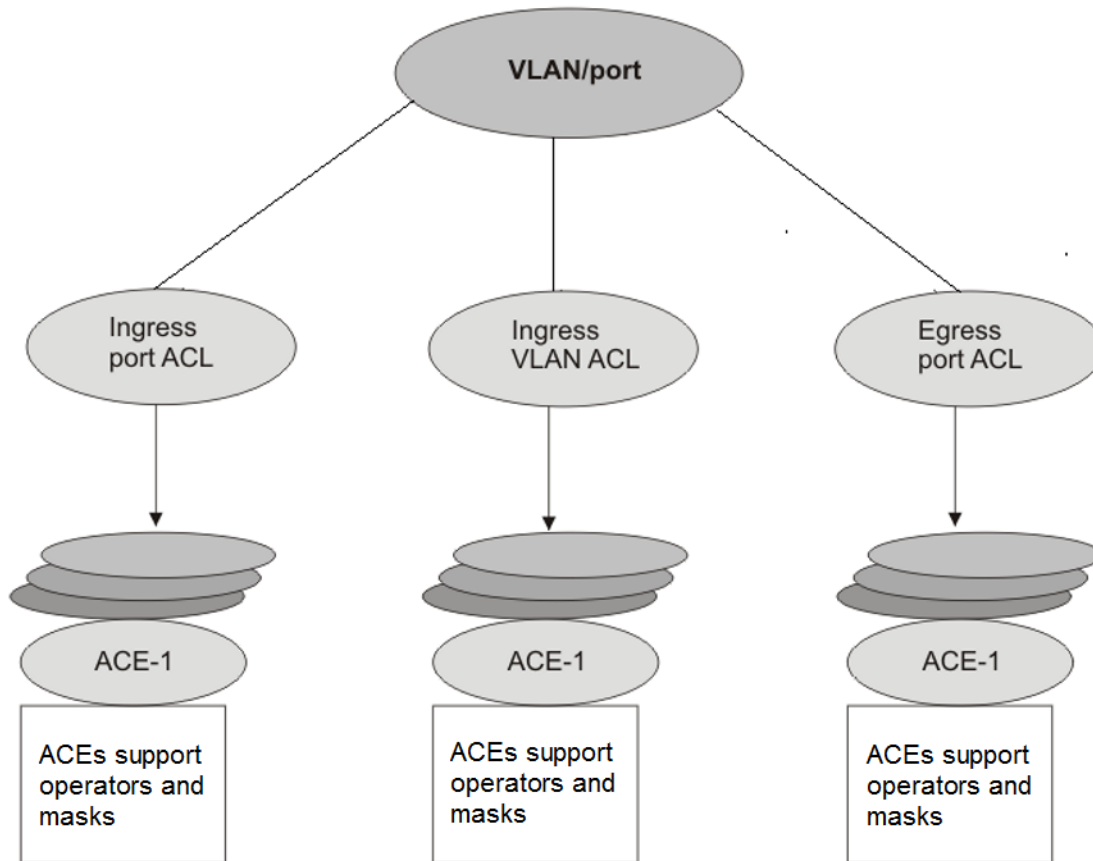 VLAN/port
Ingress
port ACL
Ingress
VLAN ACL
Egress
port ACL
ACE-1
ACE-1
ACE-1
ACEs support
operators and
masks
ACEs support
operators and
masks
ACEs support
operators and
masks